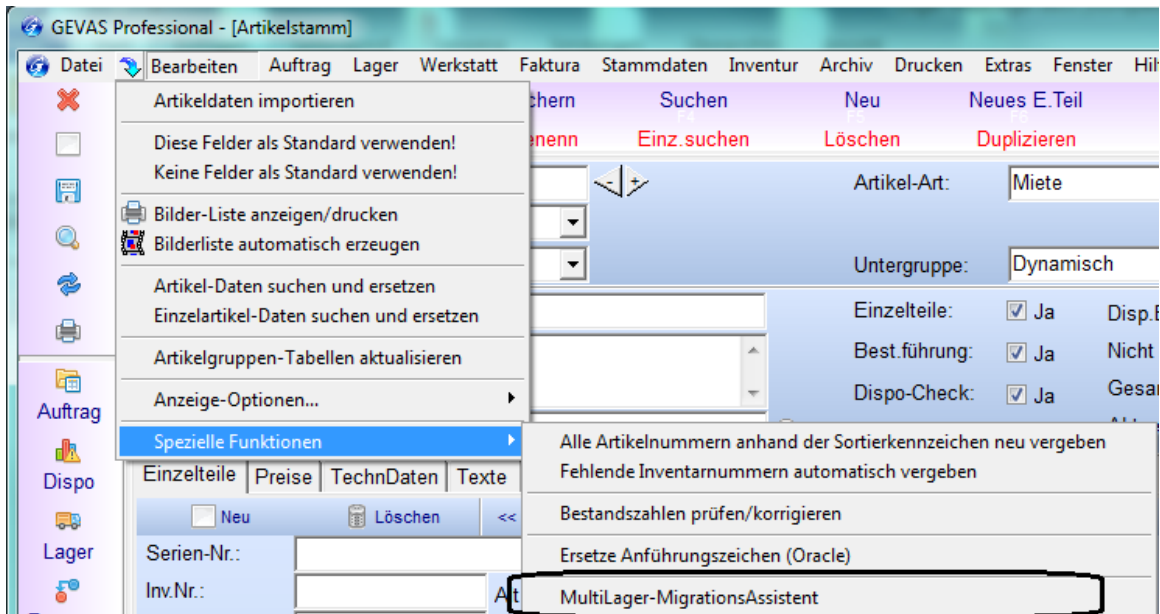 GEVAS Professional - [Artikelstamm]
Datei Bearbeiten Auftrag Lager Werkstatt Faktura Stammdaten Inventur Archiv Drucken Extras Fenster
Artikeldaten importieren
Diese Felder als Standard verwenden!
Keine Felder als Standard verwenden!
Bilder-Liste anzeigen/drucken
Bilderliste automatisch erzeugen
Artikel-Daten suchen und ersetzen
Einzelartikel-Daten suchen und ersetzen
Artikelgruppen-Tabellen aktualisieren
Anzeige-Optionen...
Spezielle Funktionen
Suchen Neu Neues E.Teil
F4 F5 F6
Einz.suchen Löschen Duplizieren
Artikel-Art: Miete
Untergruppe: Dynamisch
Einzelteile: Ja
Best.führung: Ja Nicht
Dispo-Check: Ja
Alle Artikelnummern anhand der Sortierkennzeichen neu vergeben
Fehlende Inventarnummern automatisch vergeben
Bestandszahlen prüfen/korrigieren
Ersetze Anführungszeichen (Oracle)
MultiLager-MigrationsAssistent
Auftrag
Dispo
Lager
Einzelteile Preise TechnDaten Texte
Neu Löschen <<
Serien-Nr.:
Inv.Nr.: